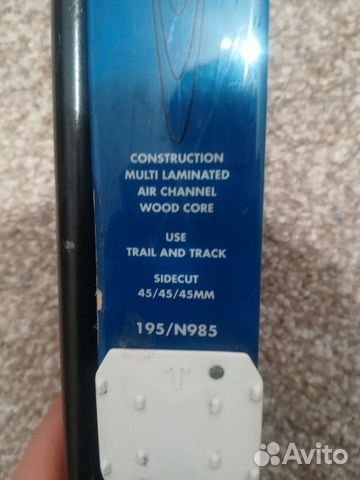 CONSTRUCTION
MULTI LAMINATED
AIR CHANNEL
WOOD CORE
USE
TRAIL AND TRACK
SIDECUT
45/45/45MM
195/N985
Avito